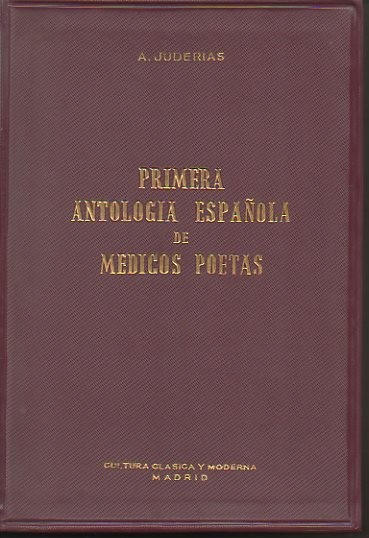 A. JUDERIAS
PRIMERA
ANTOLOGIA ESPAÑOLA
DE
MEDICOS POETAS
CULTURA CLASICA Y MODERNA
MADRID